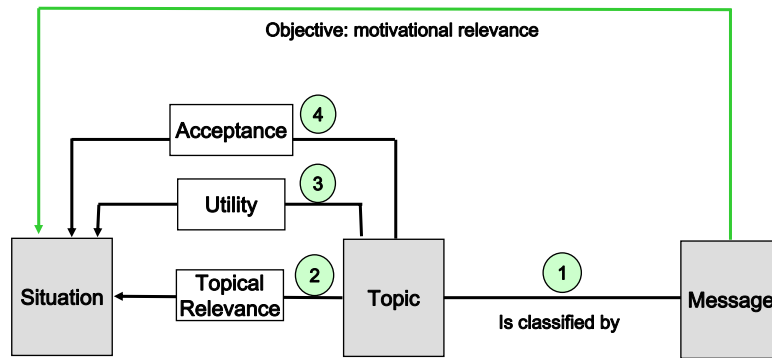 Objective: motivational relevance
4
Acceptance
3
Utility
2
1
Situation
Topical
Relevance
Topic
Message
Is classified by